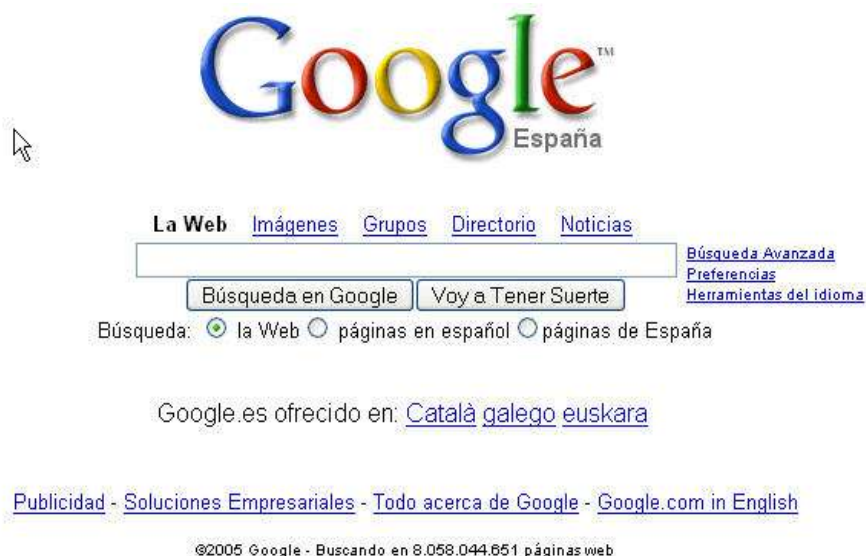 Google™
España
La Web Imágenes Grupos Directorio Noticias
Búsqueda Avanzada
Preferencias
Herramientas del idioma
Búsqueda en Google Voy a Tener Suerte
Búsqueda: la Web páginas en español páginas de España
Google.es ofrecido en: Català galego euskara
Publicidad - Soluciones Empresariales - Todo acerca de Google - Google.com in English
©2005 Google - Buscando en 8.058.044.651 páginas web